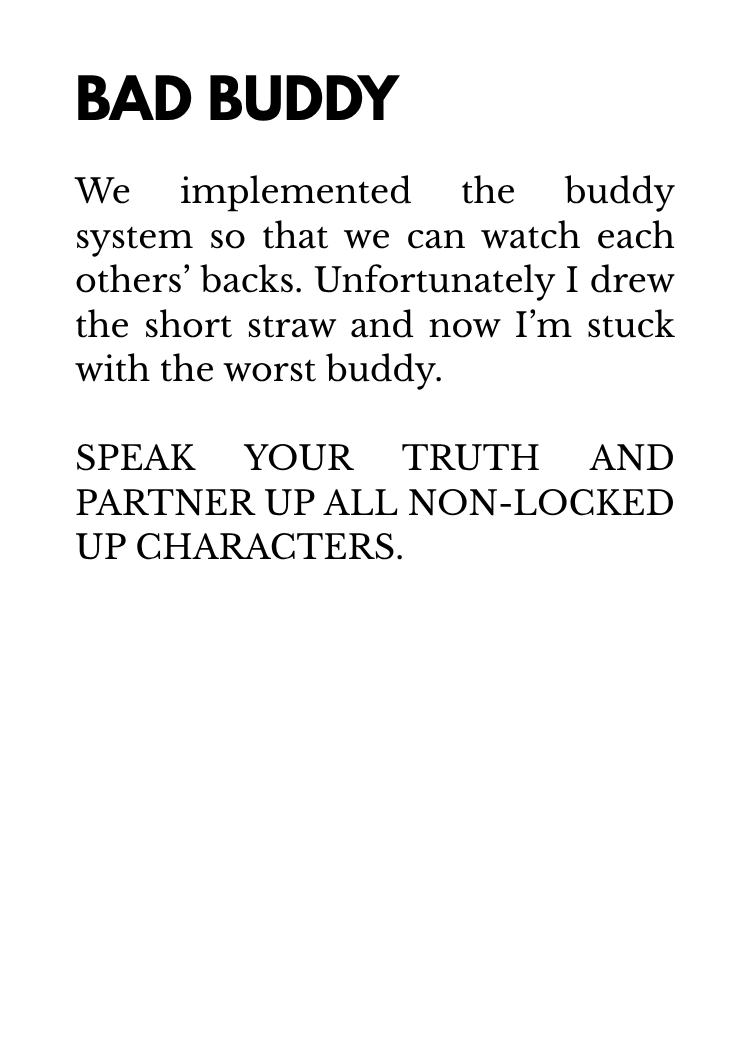 BAD BUDDY
We implemented the buddy
system so that we can watch each
others’ backs. Unfortunately I drew
the short straw and now I’m stuck
with the worst buddy.
SPEAK YOUR TRUTH AND
PARTNER UP ALL NON-LOCKED
UP CHARACTERS.